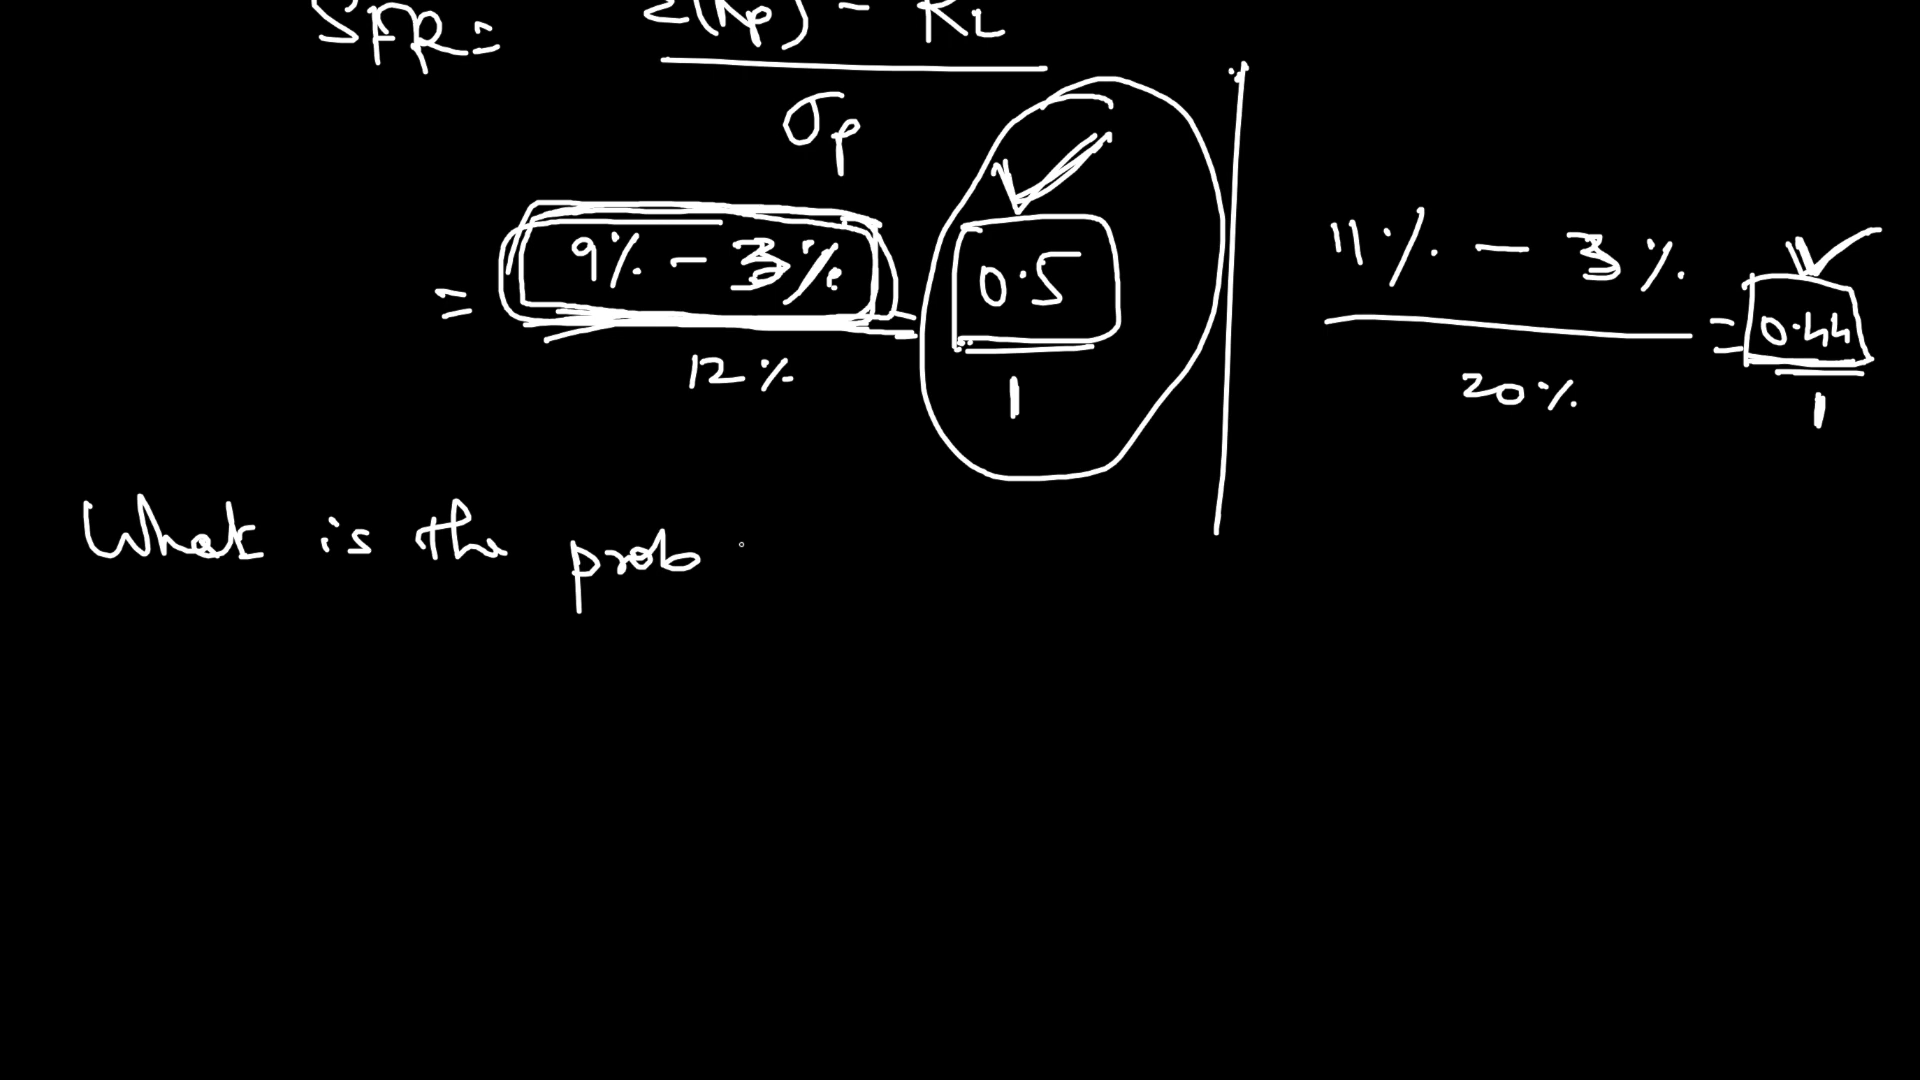 SFR = E(Rp) - RL
σp
= 9% - 3% = 0.5
12% 1
11% - 3% = 0.44
20% 1
What is the prob